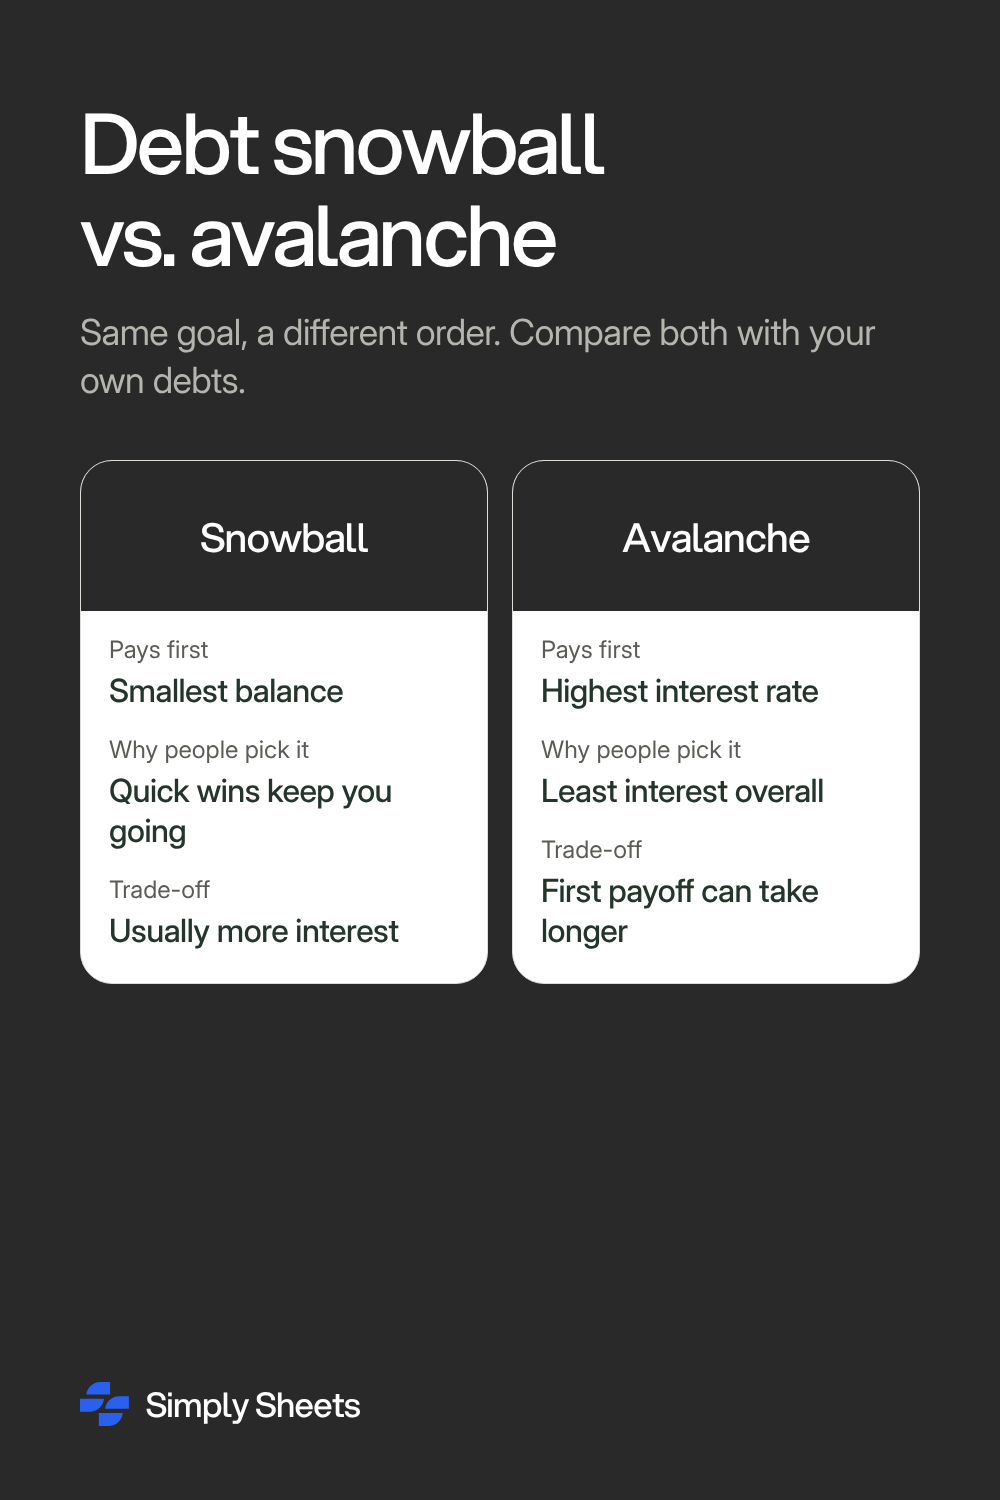 Debt snowball
vs. avalanche
Same goal, a different order. Compare both with your
own debts.
Snowball
Pays first
Smallest balance
Why people pick it
Quick wins keep you
going
Trade-off
Usually more interest
Avalanche
Pays first
Highest interest rate
Why people pick it
Least interest overall
Trade-off
First payoff can take
longer
Simply Sheets